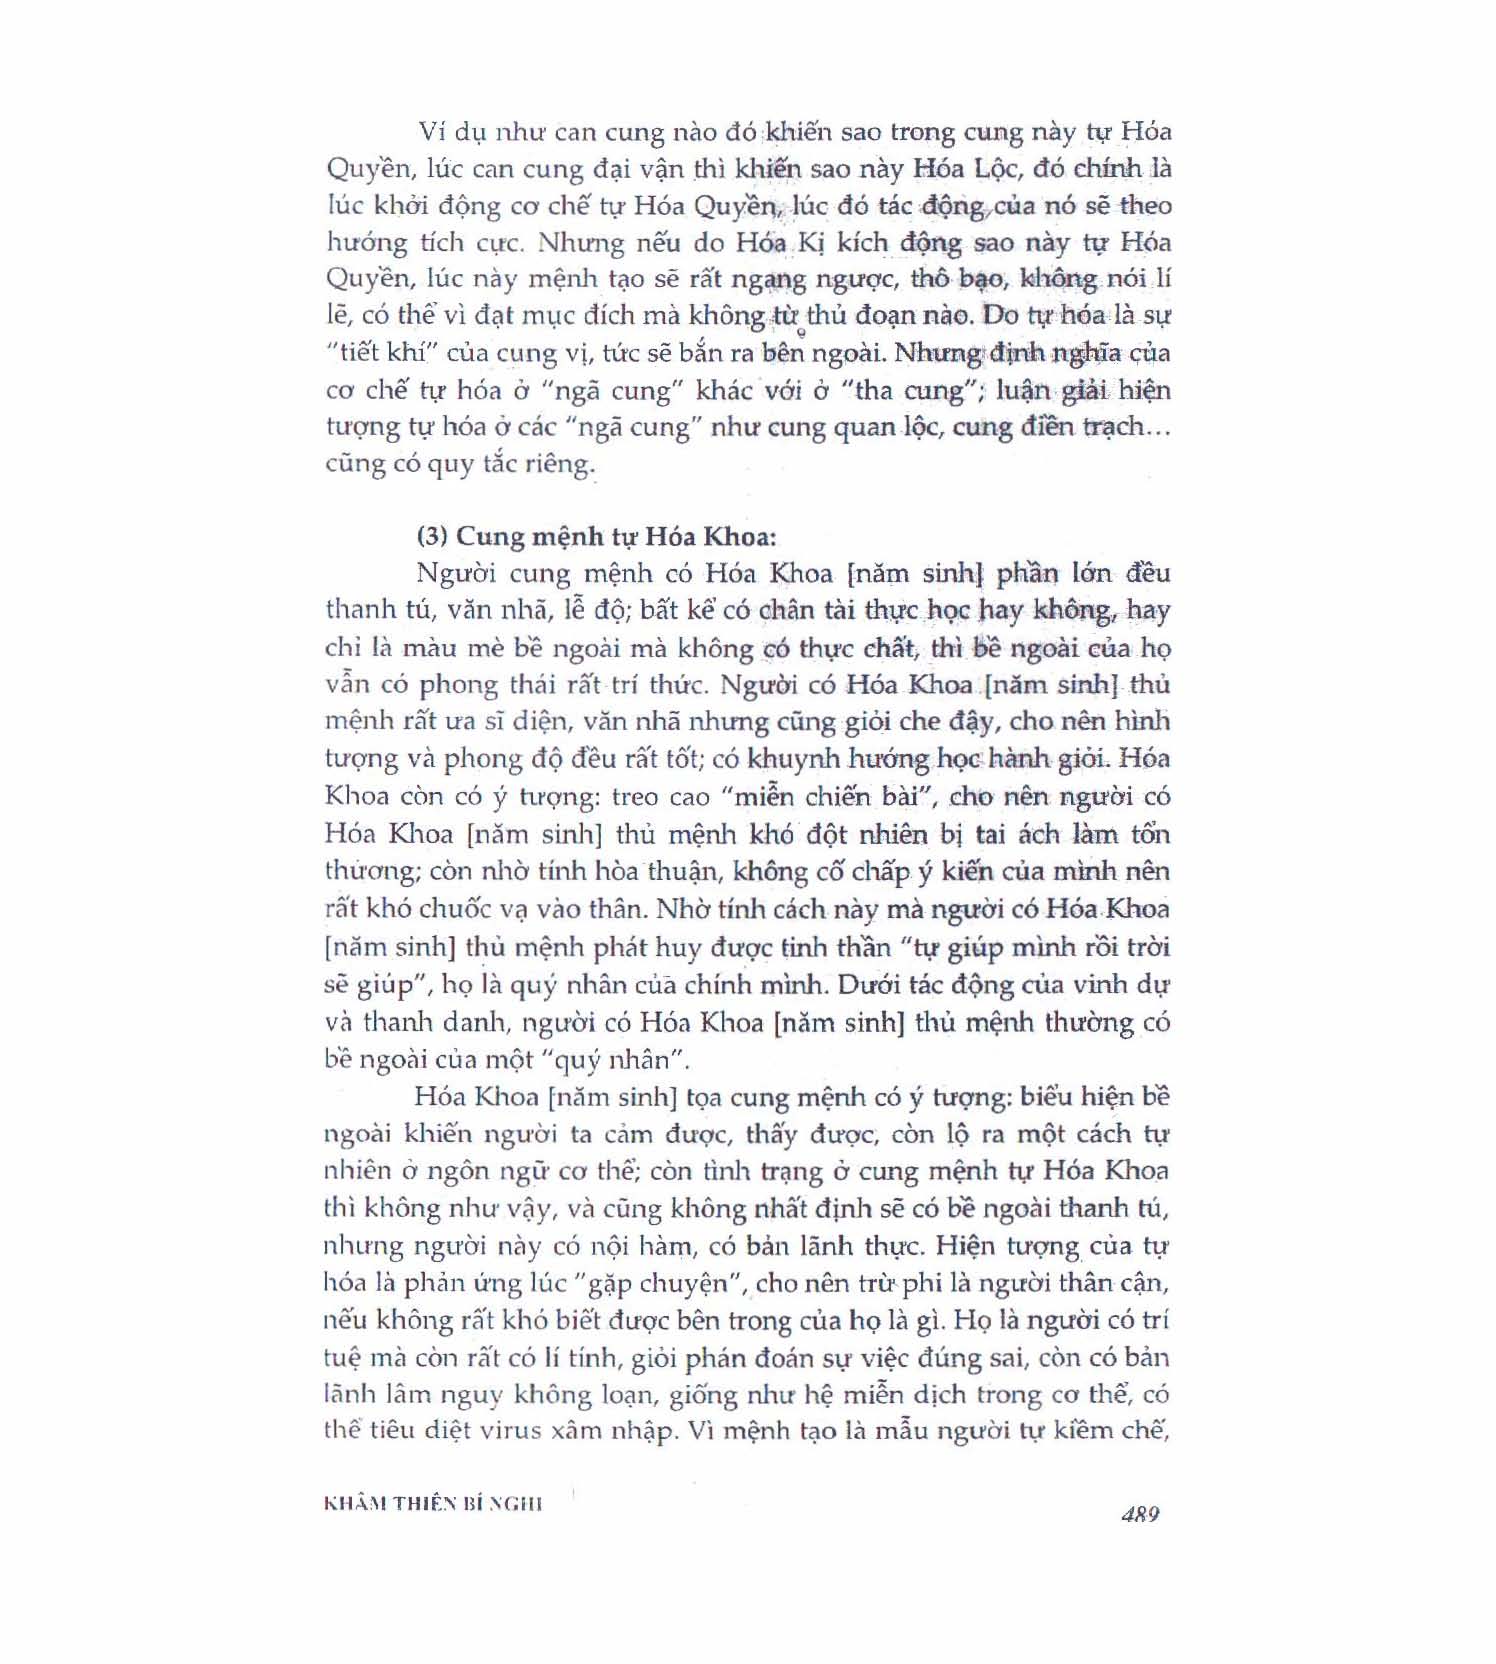 Ví dụ như can cung nào đó khiến sao trong cung này tự Hóa
Quyền, lúc can cung đại vận thì khiến sao này Hóa Lộc, đó chính là
lúc khởi động cơ chế tự Hóa Quyền, lúc đó tác động của nó sẽ theo
hướng tích cực. Nhưng nếu do Hóa Kị kích động sao này tự Hóa
Quyền, lúc này mệnh tạo sẽ rất ngang ngược, thô bạo, không nói lí
lẽ, có thể vì đạt mục đích mà không từ thủ đoạn nào. Do tự hóa là sự
"tiết khí" của cung vị, tức sẽ bắn ra bên ngoài. Nhưng định nghĩa của
cơ chế tự hóa ở "ngã cung" khác với ở "tha cung"; luận giải hiện
tượng tự hóa ở các "ngã cung" như cung quan lộc, cung điền trạch...
cũng có quy tắc riêng.
(3) Cung mệnh tự Hóa Khoa:
Người cung mệnh có Hóa Khoa [năm sinh] phần lớn đều
thanh tú, văn nhã, lễ độ; bất kể có chân tài thực học hay không, hay
chỉ là màu mè bề ngoài mà không có thực chất, thì bề ngoài của họ
vẫn có phong thái rất trí thức. Người có Hóa Khoa [năm sinh] thủ
mệnh rất ưa sĩ diện, văn nhã nhưng cũng giỏi che đậy, cho nên hình
tượng và phong độ đều rất tốt; có khuynh hướng học hành giỏi. Hóa
Khoa còn có ý tượng: treo cao "miễn chiến bài", cho nên người có
Hóa Khoa [năm sinh] thủ mệnh khó đột nhiên bị tai ách làm tổn
thương; còn nhờ tính hòa thuận, không cố chấp ý kiến của mình nên
rất khó chuốc vạ vào thân. Nhờ tính cách này mà người có Hóa Khoa
[năm sinh] thủ mệnh phát huy được tinh thần "tự giúp mình rồi trời
sẽ giúp", họ là quý nhân của chính mình. Dưới tác động của vinh dự
và thanh danh, người có Hóa Khoa [năm sinh] thủ mệnh thường có
bề ngoài của một "quý nhân".
Hóa Khoa [năm sinh] tọa cung mệnh có ý tượng: biểu hiện bề
ngoài khiến người ta cảm được, thấy được, còn lộ ra một cách tự
nhiên ở ngôn ngữ cơ thể; còn tình trạng ở cung mệnh tự Hóa Khoa
thì không như vậy, và cũng không nhất định sẽ có bề ngoài thanh tú,
nhưng người này có nội hàm, có bản lãnh thực. Hiện tượng của tự
hóa là phản ứng lúc "gặp chuyện", cho nên trừ phi là người thân cận,
nếu không rất khó biết được bên trong của họ là gì. Họ là người có trí
tuệ mà còn rất có lí tính, giỏi phán đoán sự việc đúng sai, còn có bản
lãnh lâm nguy không loạn, giống như hệ miễn dịch trong cơ thể, có
thể tiêu diệt virus xâm nhập. Vì mệnh tạo là mẫu người tự kiềm chế,
KHÂM THIÊN BÍ NGHI
489